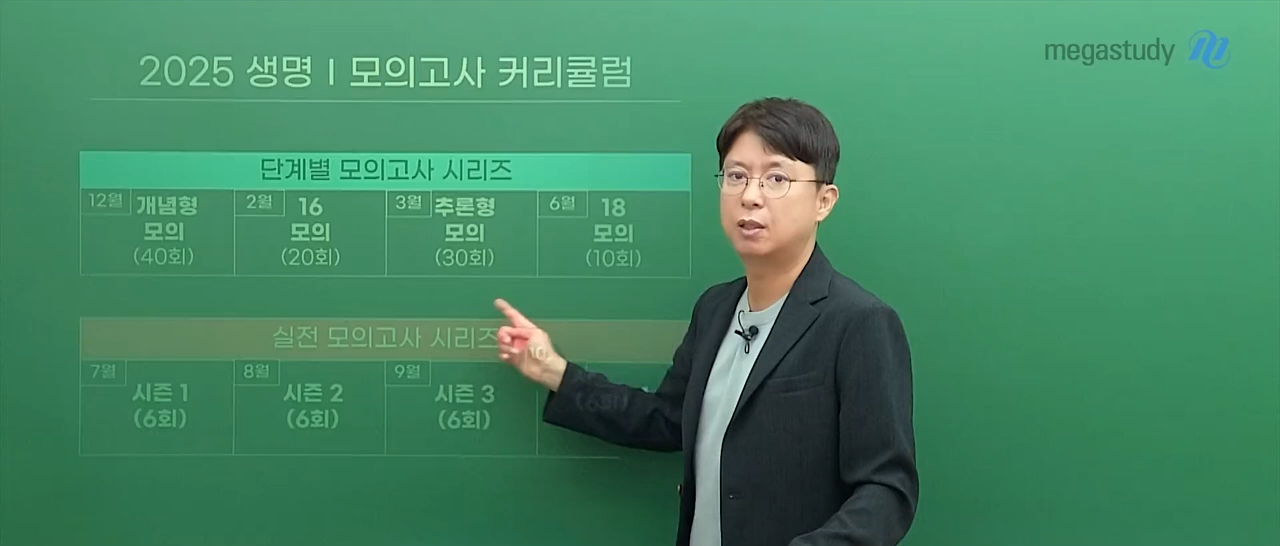 megastudy
2025 생명 I 모의고사 커리큘럼
단계별 모의고사 시리즈
12월 개념형
모의
(40회)
2월 16
모의
(20회)
3월 추론형
모의
(30회)
6월 18
모의
(10회)
실전 모의고사 시리즈
7월
시즌 1
(6회)
8월
시즌 2
(6회)
9월
시즌 3
(6회)
(6회)